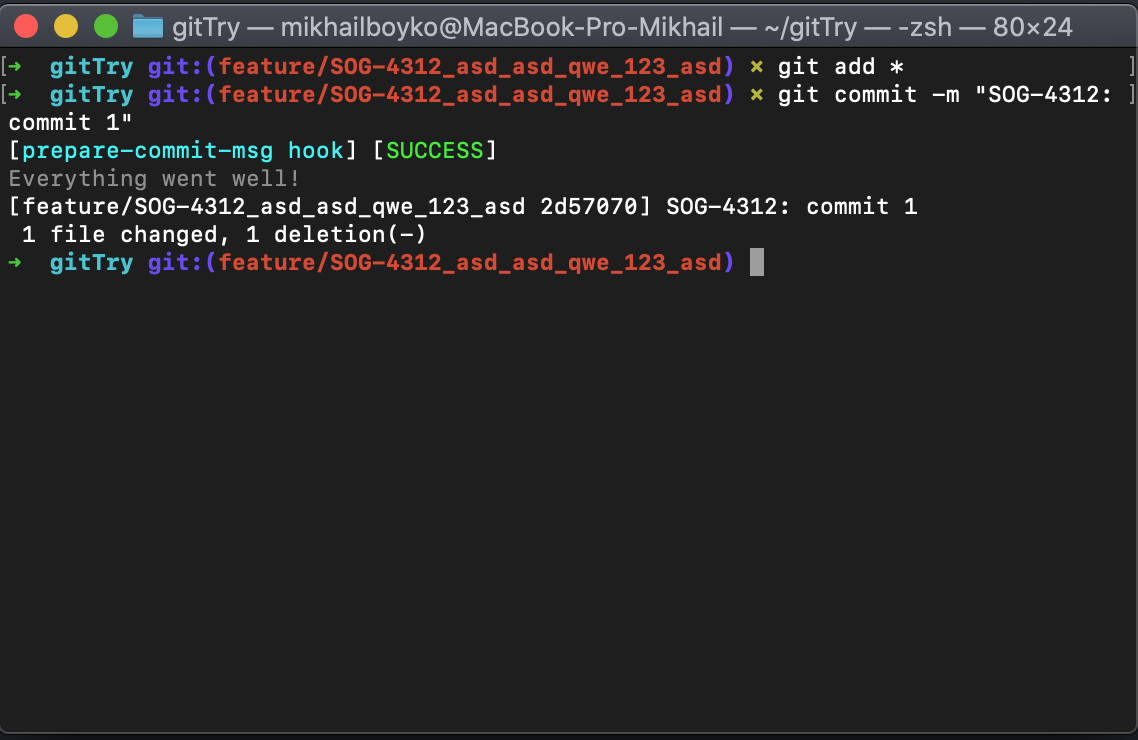 gitTry — mikhailboyko@MacBook-Pro-Mikhail — ~/gitTry — -zsh — 80×24
[➜  gitTry git:(feature/SOG-4312_asd_asd_qwe_123_asd) ✗ git add * ]
[➜  gitTry git:(feature/SOG-4312_asd_asd_qwe_123_asd) ✗ git commit -m "SOG-4312: ]
commit 1"
[prepare-commit-msg hook] [SUCCESS]
Everything went well!
[feature/SOG-4312_asd_asd_qwe_123_asd 2d57070] SOG-4312: commit 1
 1 file changed, 1 deletion(-)
➜  gitTry git:(feature/SOG-4312_asd_asd_qwe_123_asd)